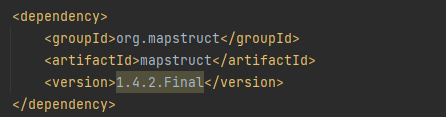 <dependency>
    <groupId>org.mapstruct</groupId>
    <artifactId>mapstruct</artifactId>
    <version>1.4.2.Final</version>
</dependency>